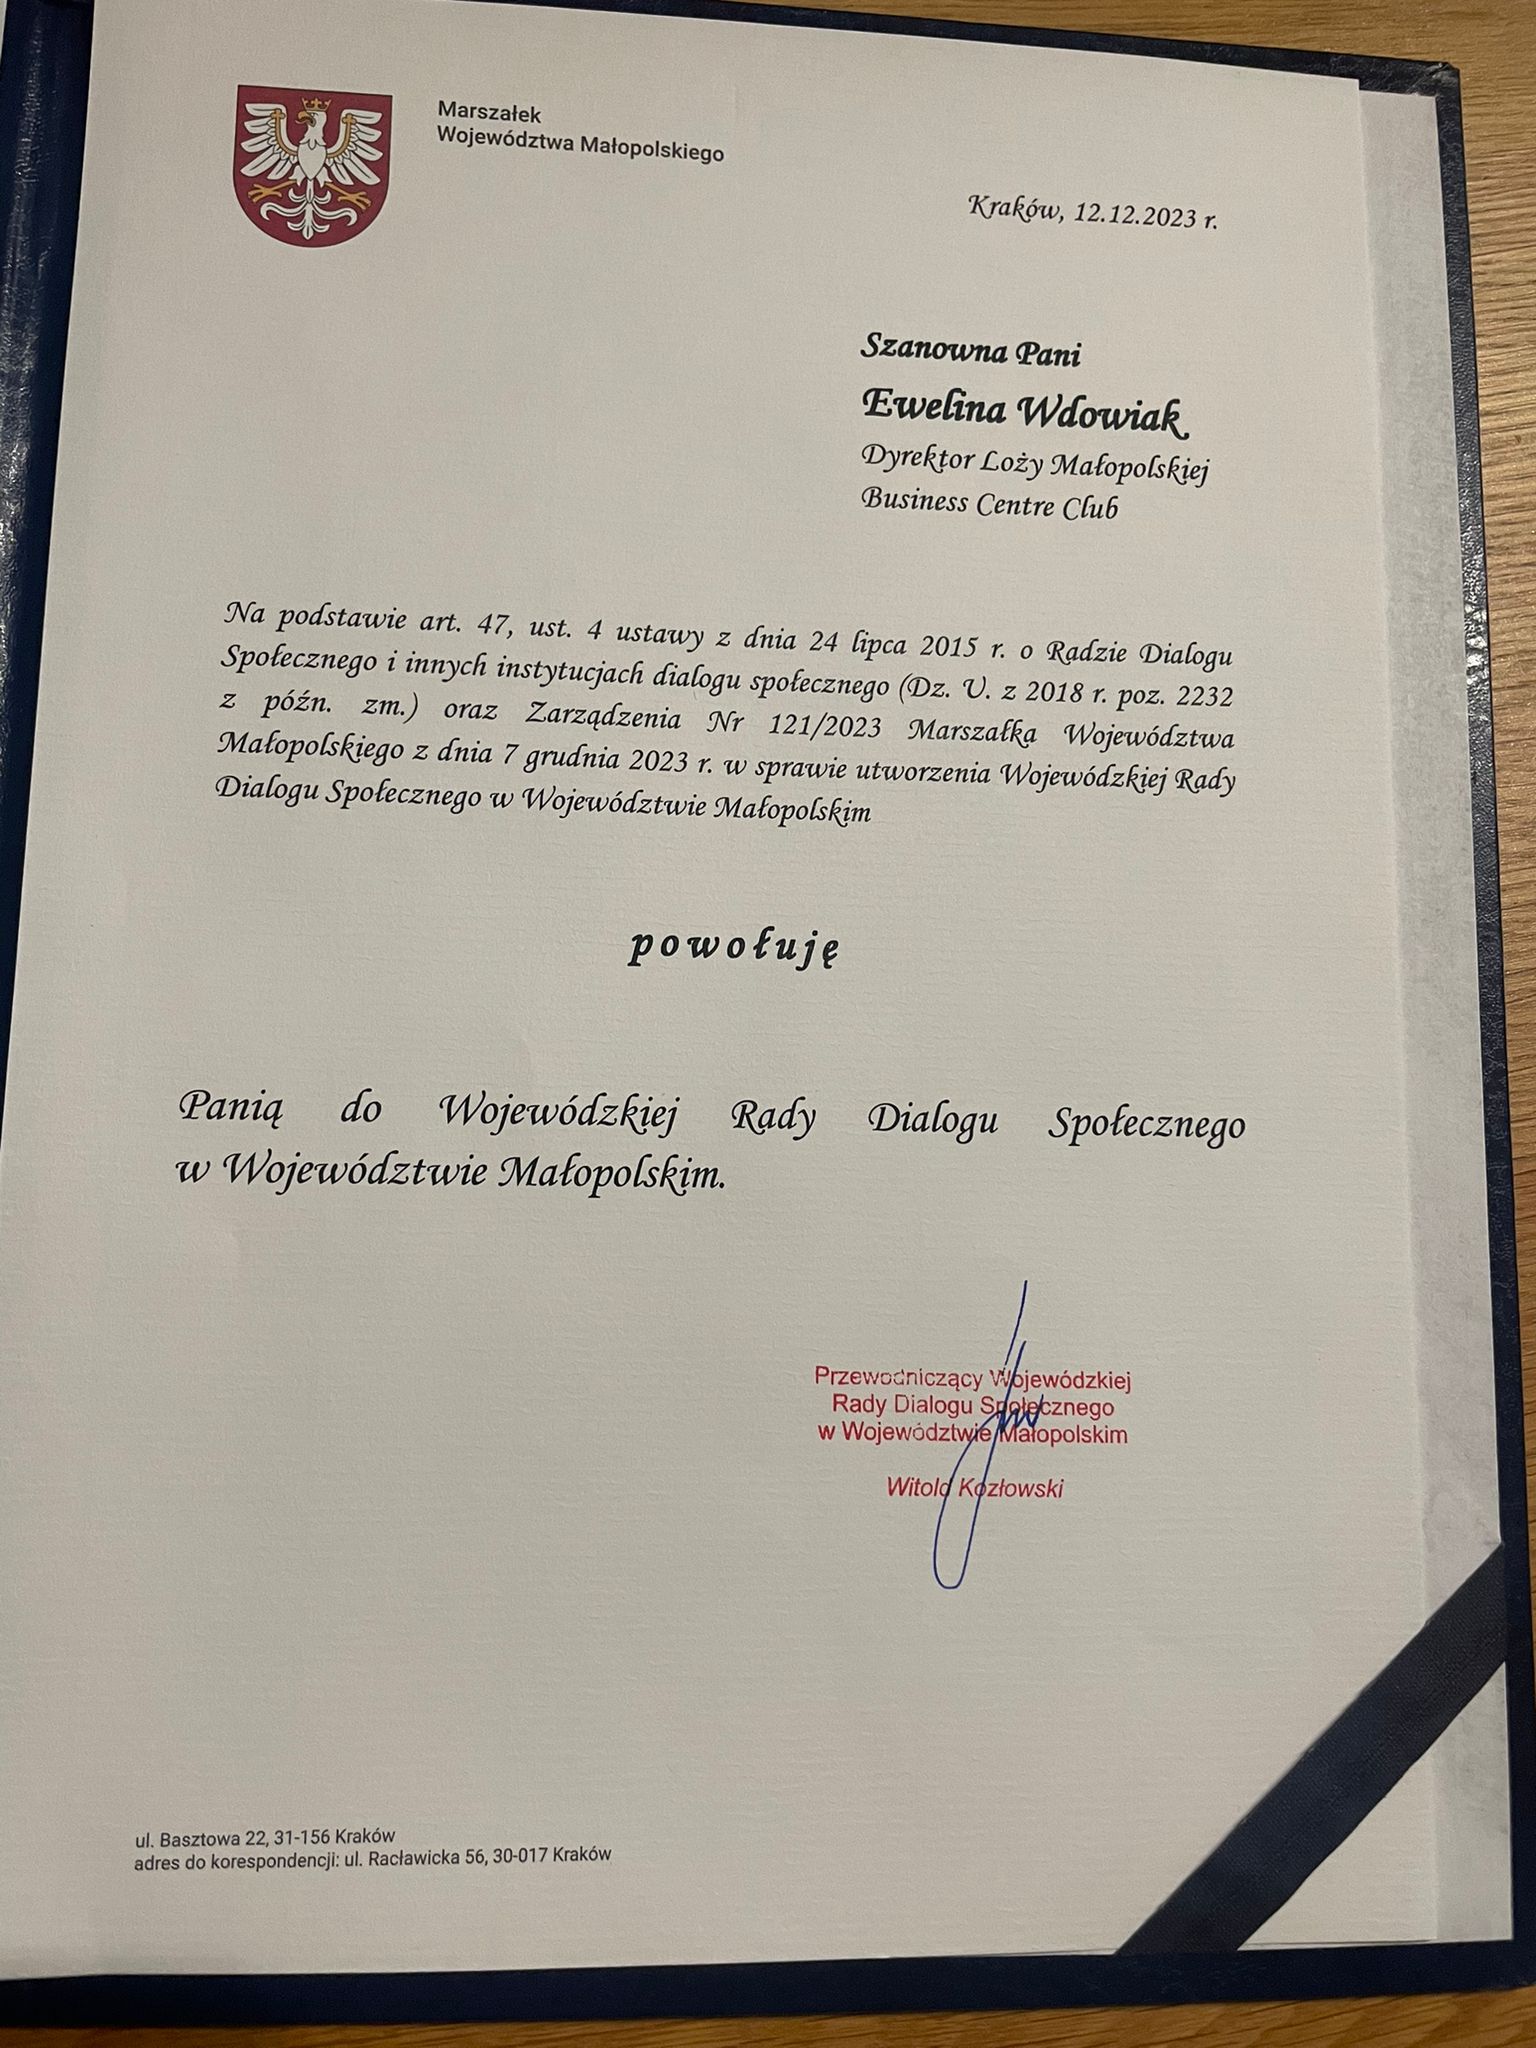 Marszałek
Województwa Małopolskiego
Kraków, 12.12.2023 r.
Szanowna Pani
Ewelina Wdowiak
Dyrektor Loży Małopolskiej
Business Centre Club
Na podstawie art. 47, ust. 4 ustawy z dnia 24 lipca 2015 r. o Radzie Dialogu
Społecznego i innych instytucjach dialogu społecznego (Dz. U. z 2018 r. poz. 2232
z późn. zm.) oraz Zarządzenia Nr 121/2023 Marszałka Województwa
Małopolskiego z dnia 7 grudnia 2023 r. w sprawie utworzenia Wojewódzkiej Rady
Dialogu Społecznego w Województwie Małopolskim
powołuję
Panią do Wojewódzkiej Rady Dialogu Społecznego
w Województwie Małopolskim.
Przewodniczący Wojewódzkiej
Rady Dialogu Społecznego
w Województwie Małopolskim
Witold Kozłowski
ul. Basztowa 22, 31-156 Kraków
adres do korespondencji: ul. Racławicka 56, 30-017 Kraków